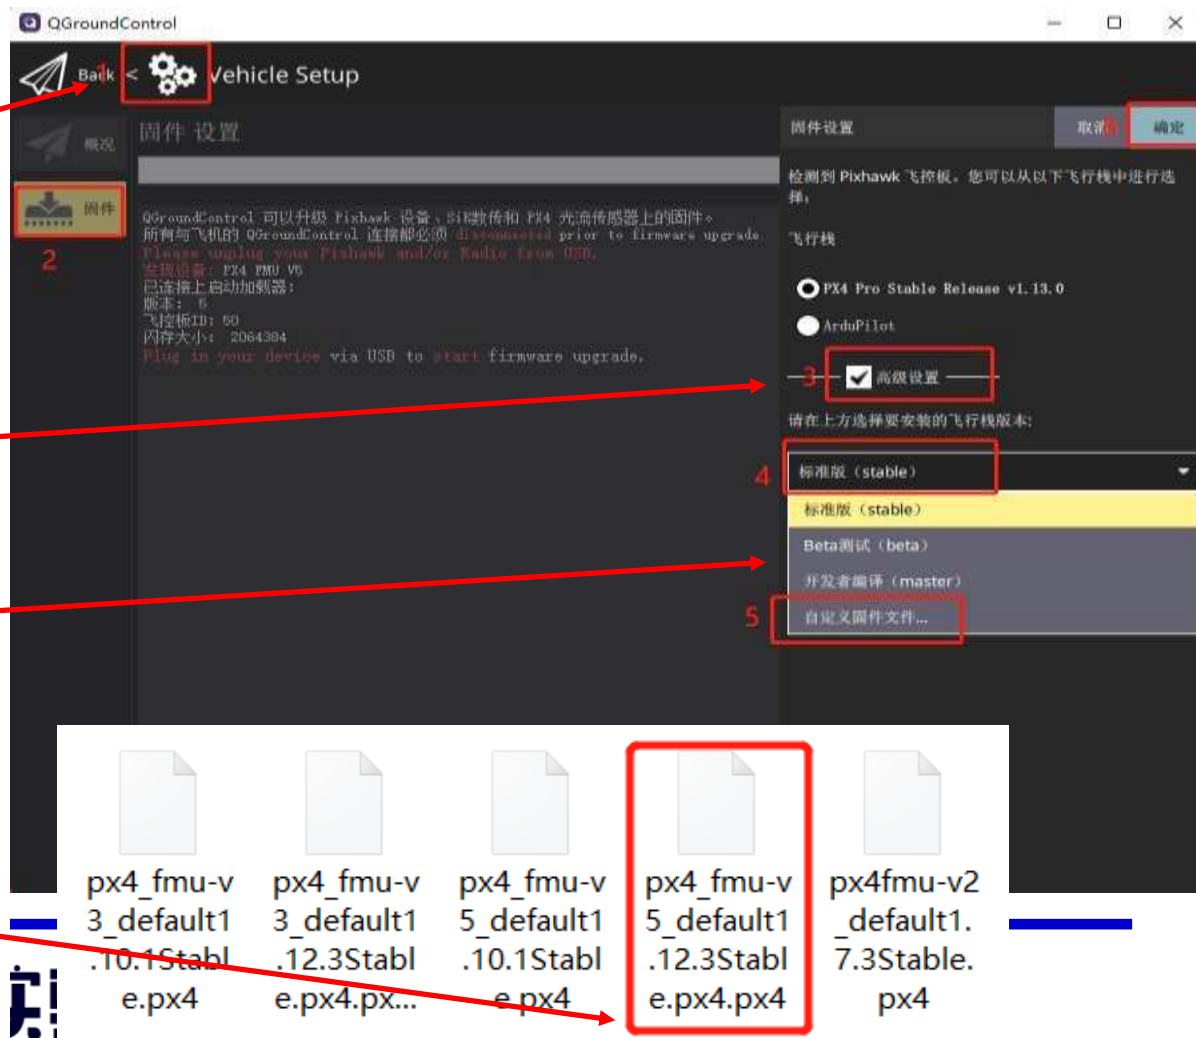 QGroundControl
Back < Vehicle Setup
1
概况
固件
2
固件 设置
QGroundControl 可以升级 Pixhawk 设备、SiK数传和 PX4 光流传感器上的固件。
所有与飞机的 QGroundControl 连接都必须 disconnected prior to firmware upgrade.
Please unplug your Pixhawk and/or Radio from USB.
发现设备: PX4 FMU V5
已连接上启动加载器:
版本: 5
飞控板ID: 50
闪存大小: 2064384
Plug in your device via USB to start firmware upgrade.
固件设置
取消
6
确定
检测到 Pixhawk 飞控板。您可以从以下飞行栈中进行选
择:
飞行栈
PX4 Pro Stable Release v1.13.0
ArduPilot
3
高级设置
请在上方选择要安装的飞行栈版本:
4
标准版（stable）
标准版（stable）
Beta测试（beta）
开发者编译（master）
5
自定义固件文件...
px4_fmu-v
3_default1
.10.1Stabl
e.px4
px4_fmu-v
3_default1
.12.3Stabl
e.px4.px...
px4_fmu-v
5_default1
.10.1Stabl
e.px4
px4_fmu-v
5_default1
.12.3Stabl
e.px4.px4
px4fmu-v2
_default1.
7.3Stable.
px4